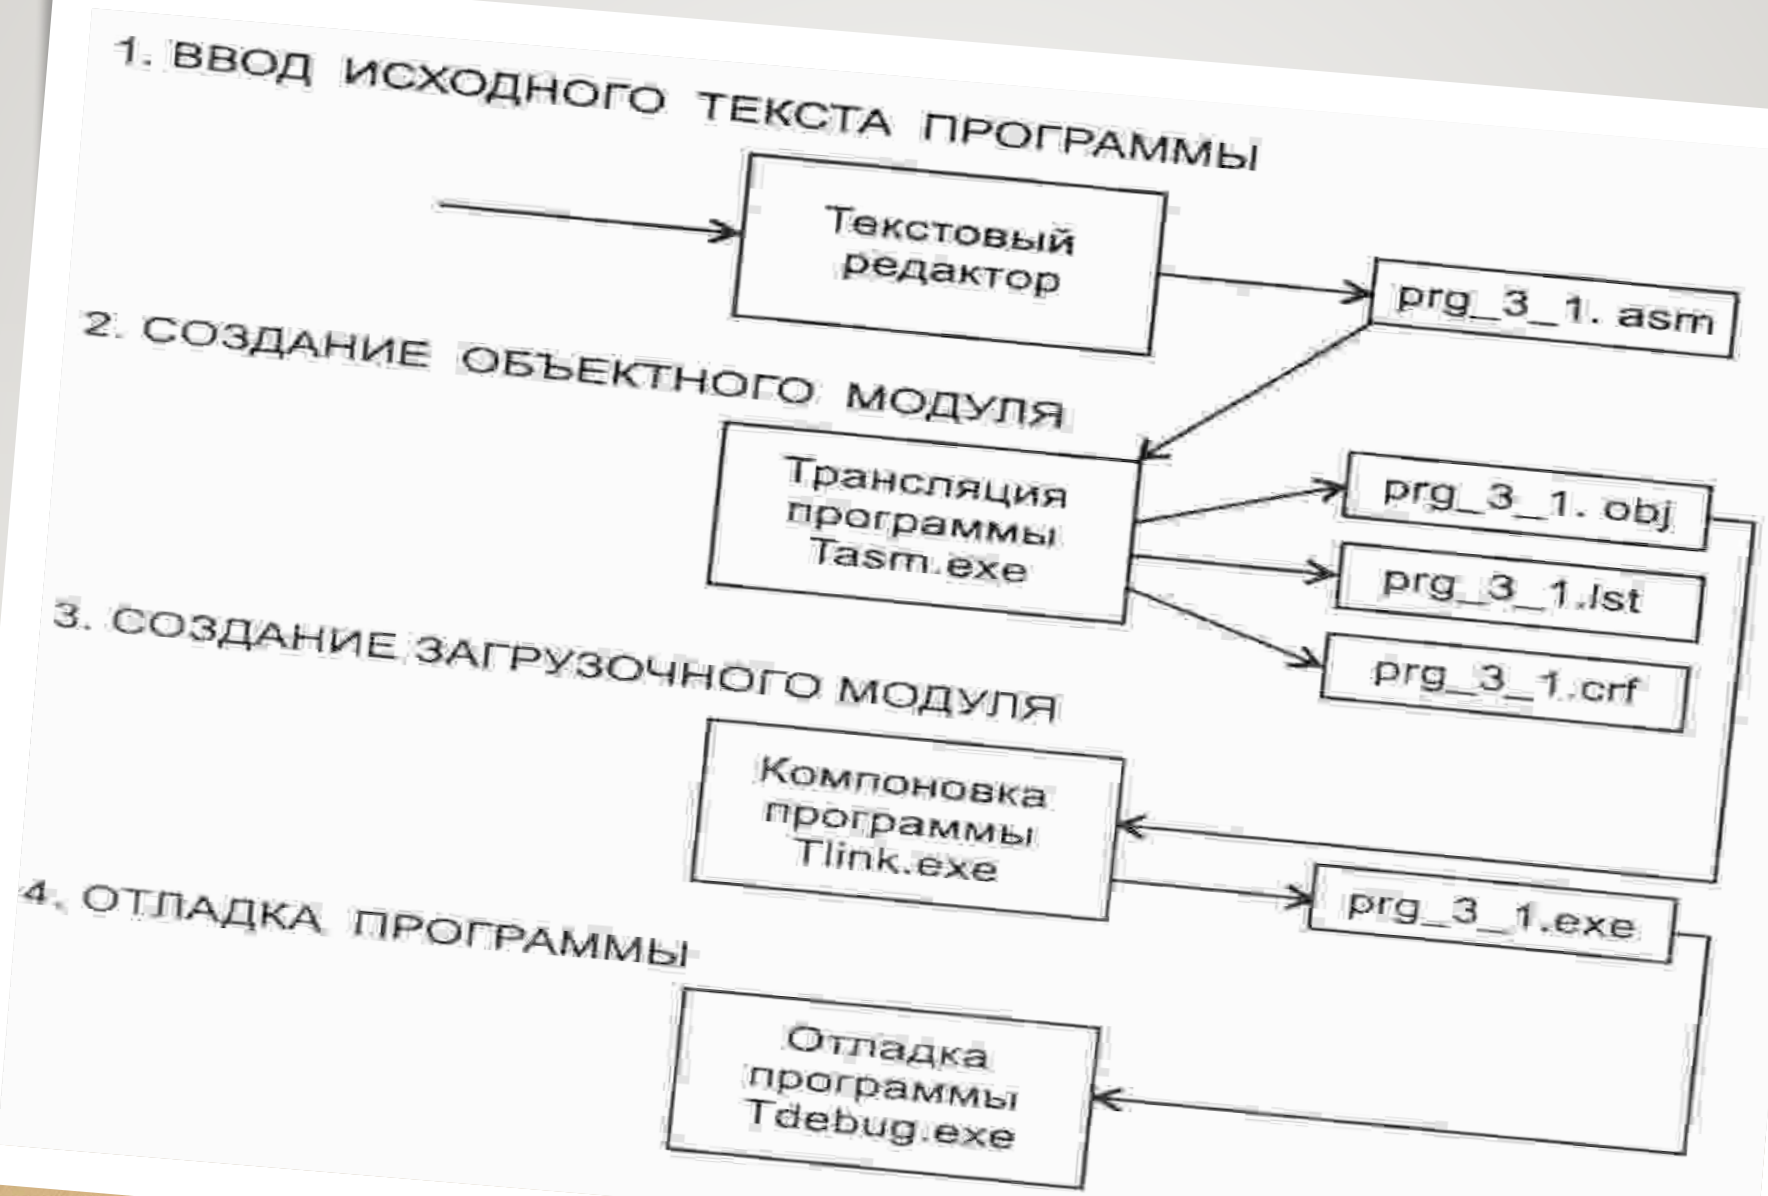 1. ВВОД ИСХОДНОГО ТЕКСТА ПРОГРАММЫ
Текстовый
редактор
prg_3_1. asm
2. СОЗДАНИЕ ОБЪЕКТНОГО МОДУЛЯ
Трансляция
программы
Tasm.exe
prg_3_1. obj
prg_3_1.lst
prg_3_1.crf
3. СОЗДАНИЕ ЗАГРУЗОЧНОГО МОДУЛЯ
Компоновка
программы
Tlink.exe
prg_3_1.exe
4. ОТЛАДКА ПРОГРАММЫ
Отладка
программы
Tdebug.exe